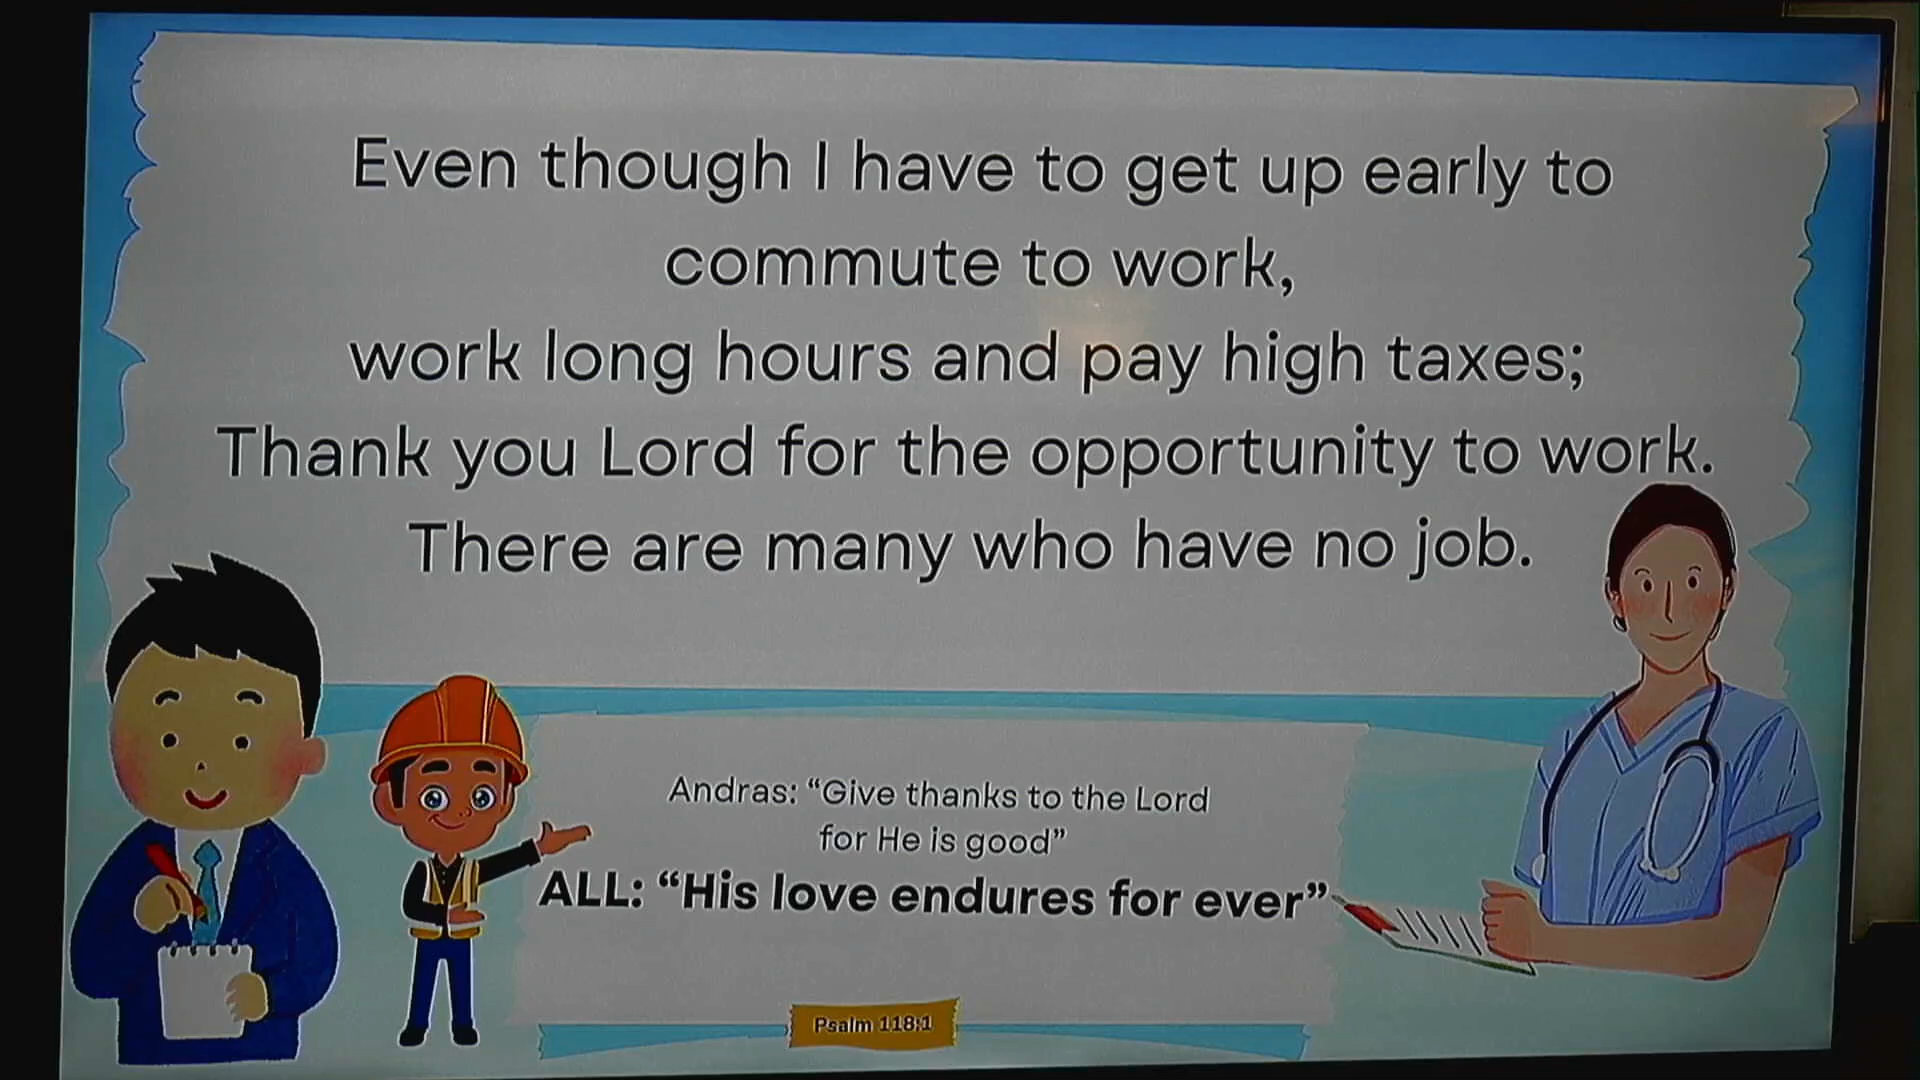 Even though I have to get up early to
commute to work,
work long hours and pay high taxes;
Thank you Lord for the opportunity to work.
There are many who have no job.
Andras: “Give thanks to the Lord
for He is good”
ALL: “His love endures for ever”
Psalm 118:1